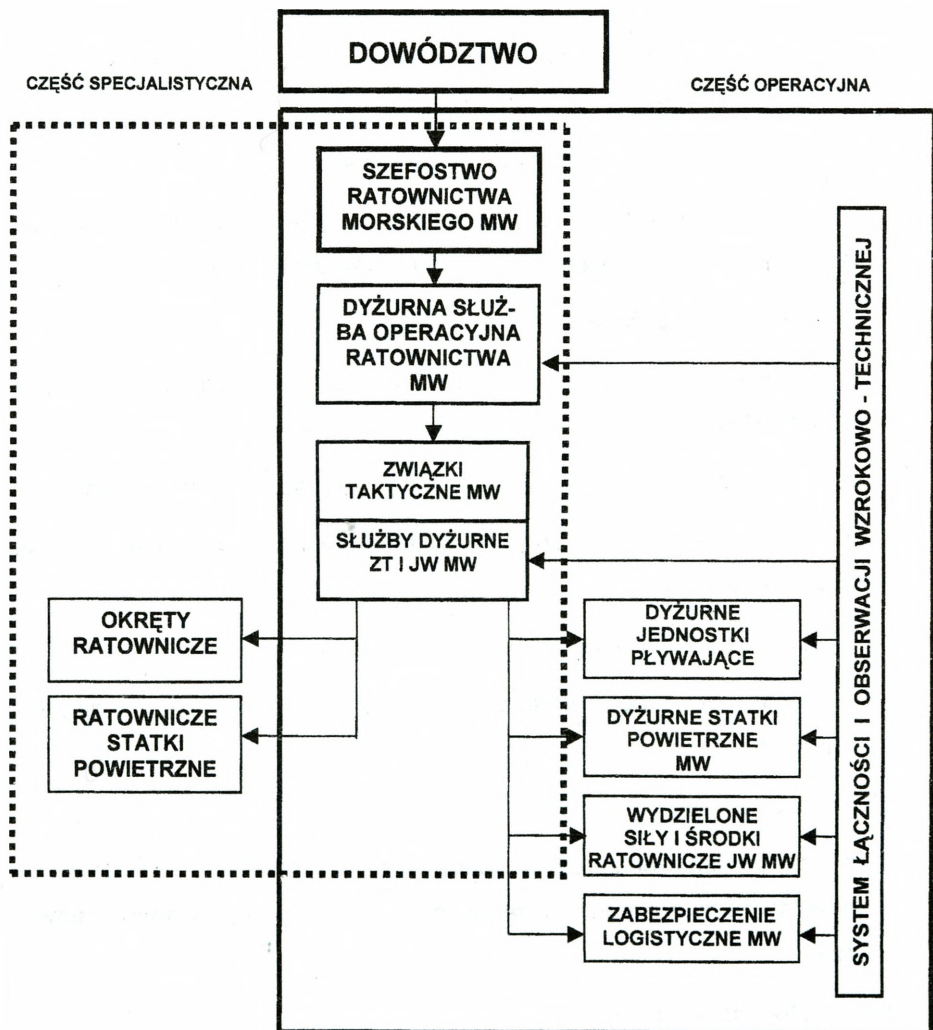 DOWÓDZTWO
CZĘŚĆ SPECJALISTYCZNA
CZĘŚĆ OPERACYJNA
SZEFOSTWO
RATOWNICTWA
MORSKIEGO MW
DYŻURNA SŁUŻ-
BA OPERACYJNA
RATOWNICTWA
MW
ZWIĄZKI
TAKTYCZNE MW
SŁUŻBY DYŻURNE
ZT I JW MW
OKRĘTY
RATOWNICZE
RATOWNICZE
STATKI
POWIETRZNE
DYŻURNE
JEDNOSTKI
PŁYWAJĄCE
DYŻURNE STATKI
POWIETRZNE
MW
WYDZIELONE
SIŁY I ŚRODKI
RATOWNICZE JW MW
ZABEZPIECZENIE
LOGISTYCZNE MW
SYSTEM ŁĄCZNOŚCI I OBSERWACJI WZROKOWO - TECHNICZNEJ